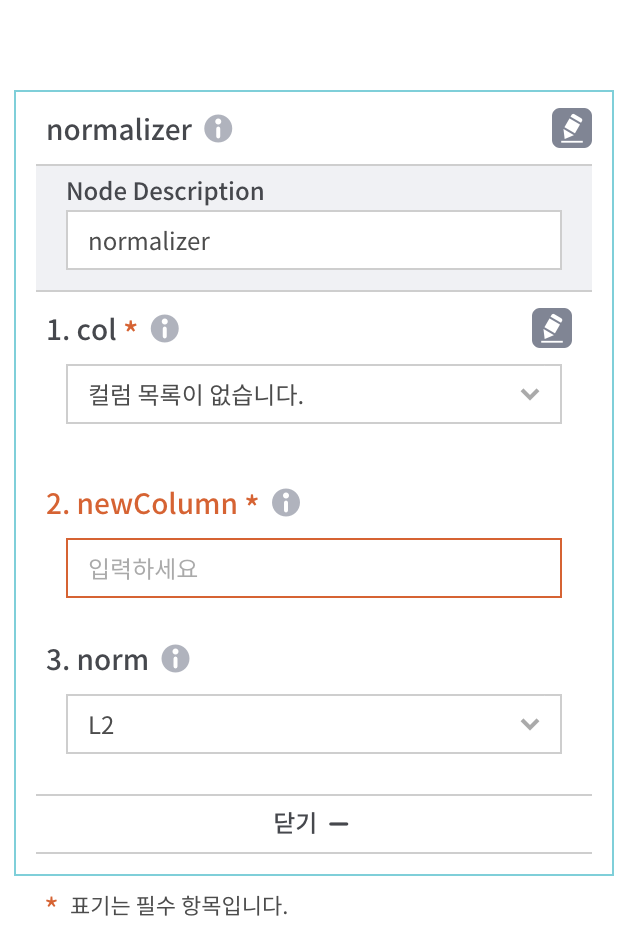 normalizer
Node Description
normalizer
1. col *
컬럼 목록이 없습니다.
2. newColumn *
입력하세요
3. norm
L2
닫기
* 표기는 필수 항목입니다.